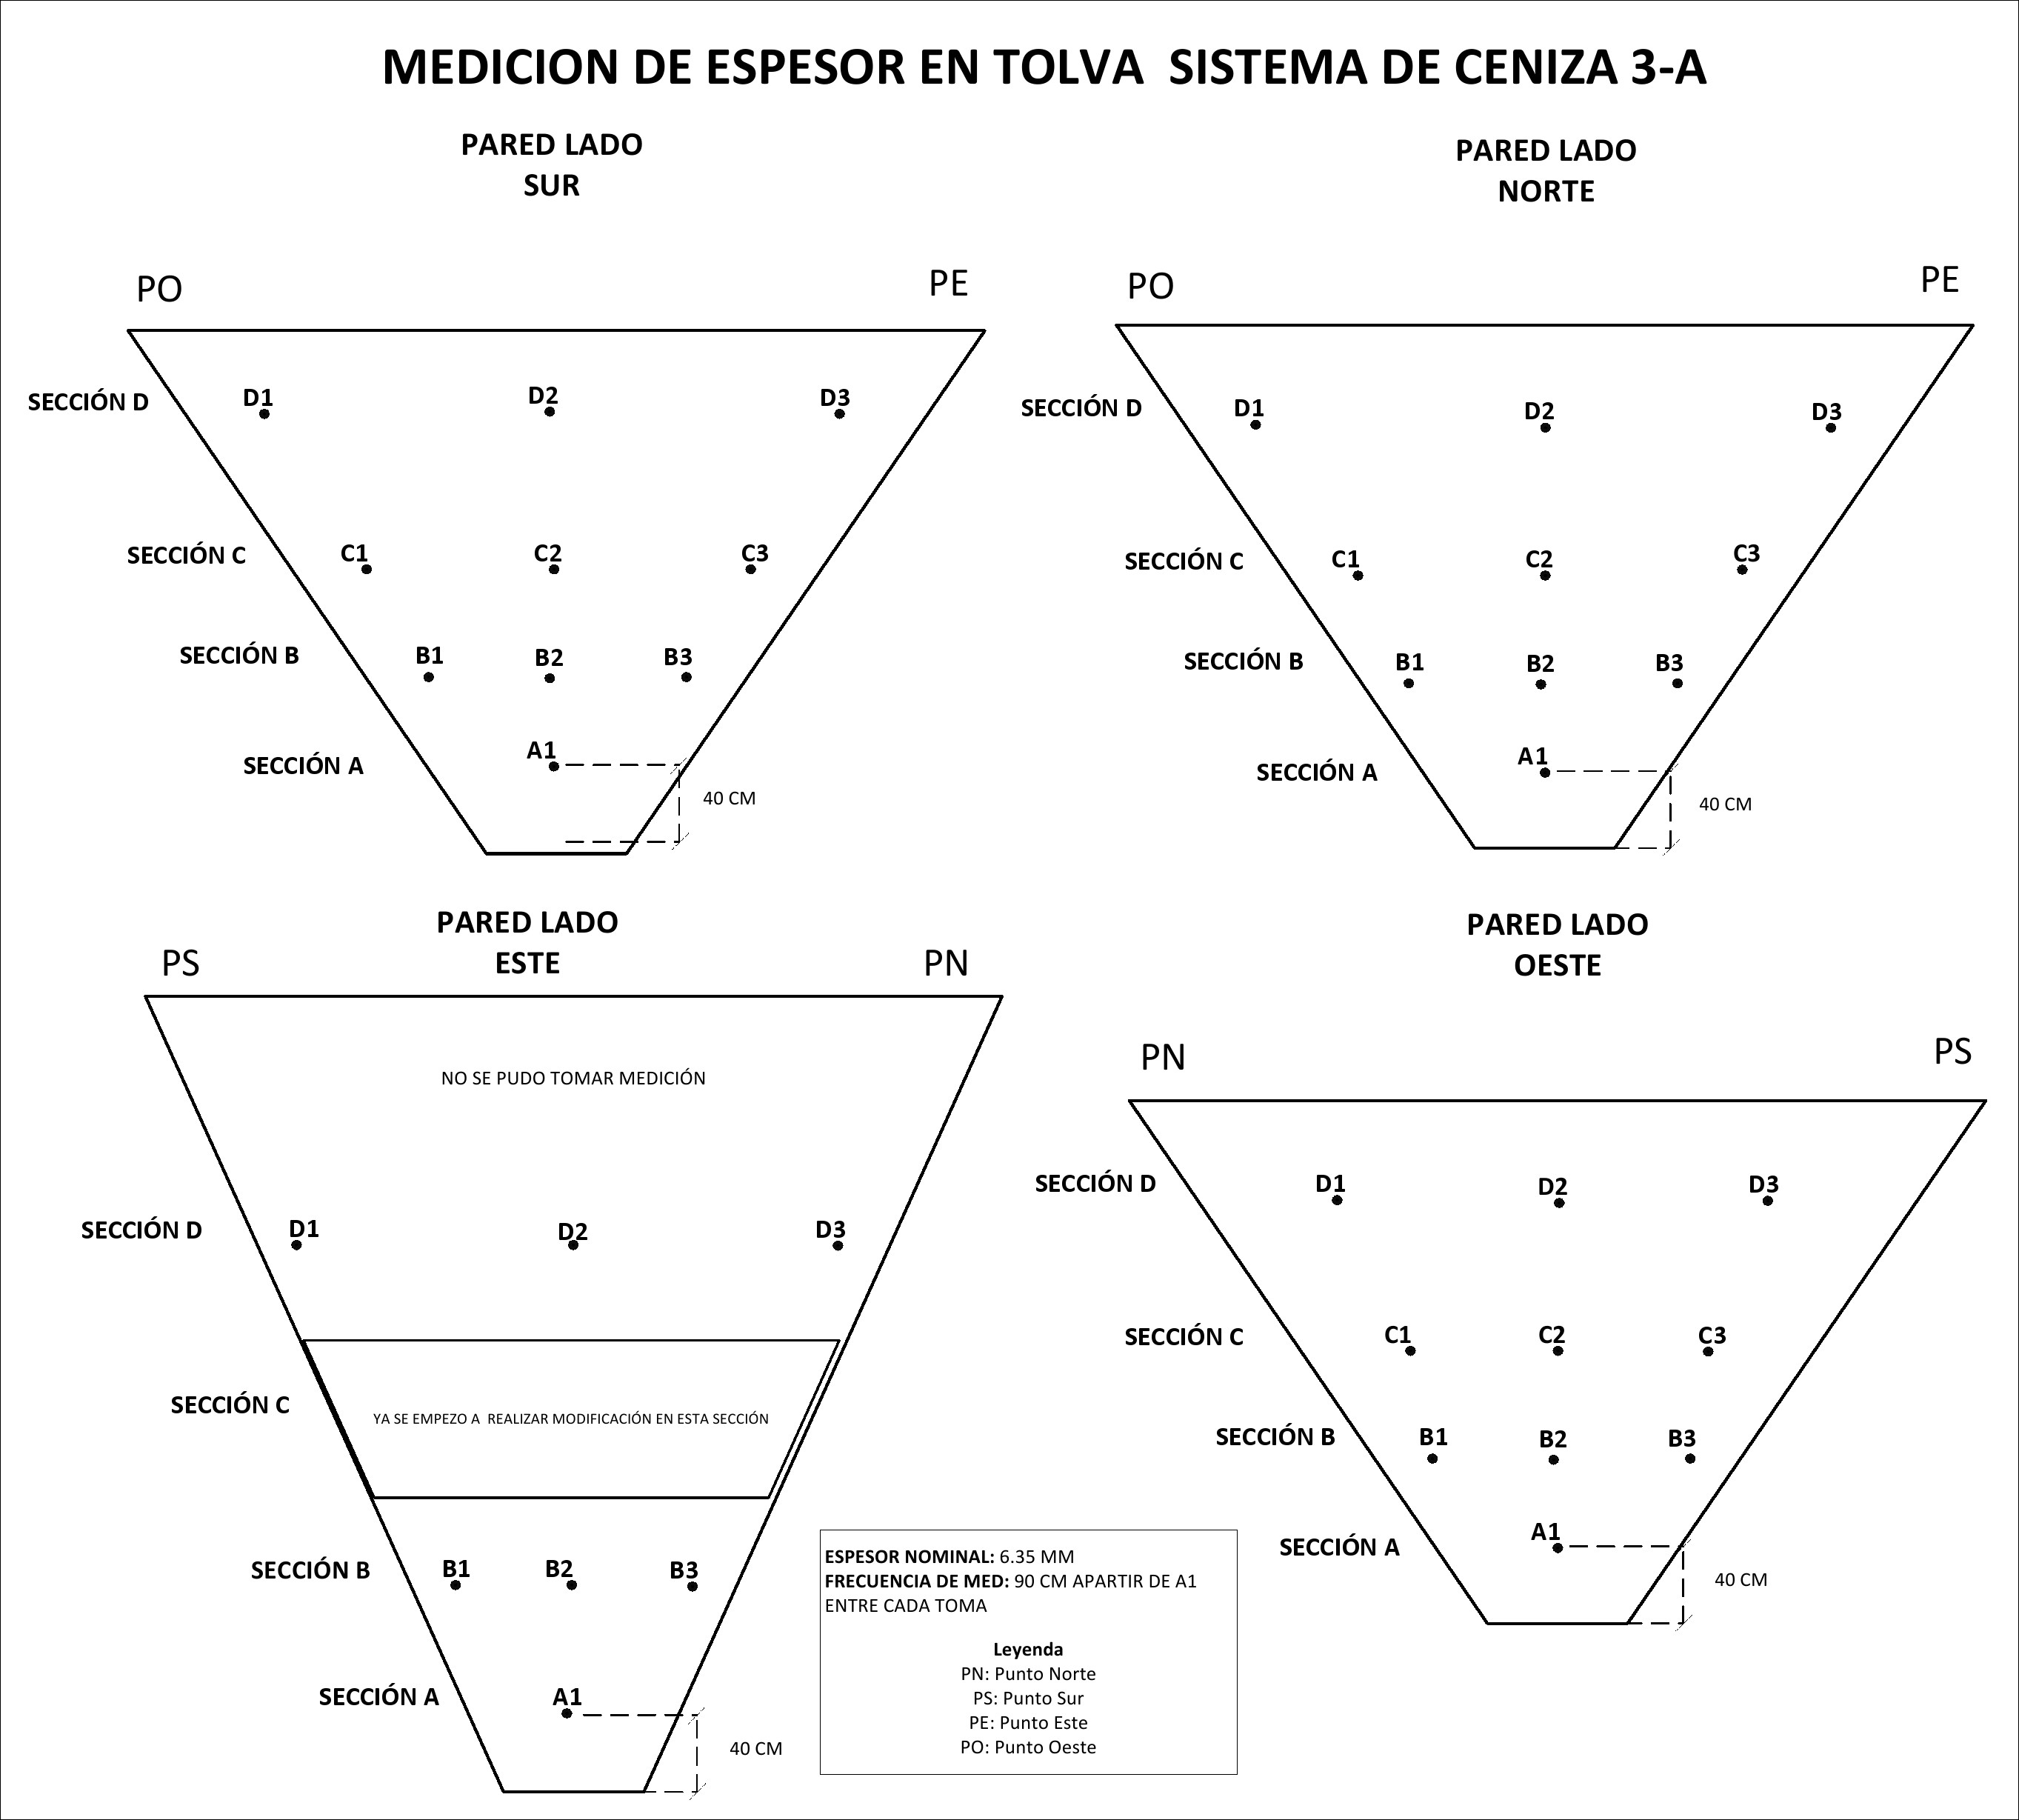 MEDICION DE ESPESOR EN TOLVA  SISTEMA DE CENIZA 3-A
PARED LADO
SUR
PO
PE
SECCIÓN D
D1
D2
D3
SECCIÓN C
C1
C2
C3
SECCIÓN B
B1
B2
B3
SECCIÓN A
A1
40 CM
PARED LADO
NORTE
PO
PE
SECCIÓN D
D1
D2
D3
SECCIÓN C
C1
C2
C3
SECCIÓN B
B1
B2
B3
SECCIÓN A
A1
40 CM
PARED LADO
ESTE
PS
PN
NO SE PUDO TOMAR MEDICIÓN
SECCIÓN D
D1
D2
D3
SECCIÓN C
YA SE EMPEZO A  REALIZAR MODIFICACIÓN EN ESTA SECCIÓN
SECCIÓN B
B1
B2
B3
SECCIÓN A
A1
40 CM
PARED LADO
OESTE
PN
PS
SECCIÓN D
D1
D2
D3
SECCIÓN C
C1
C2
C3
SECCIÓN B
B1
B2
B3
SECCIÓN A
A1
40 CM
ESPESOR NOMINAL: 6.35 MM
FRECUENCIA DE MED: 90 CM APARTIR DE A1
ENTRE CADA TOMA
Leyenda
PN: Punto Norte
PS: Punto Sur
PE: Punto Este
PO: Punto Oeste